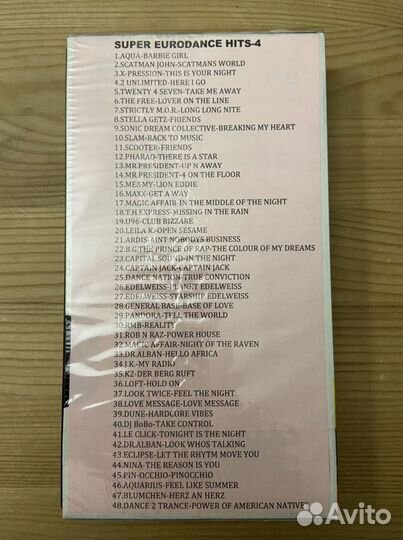 SUPER EURODANCE HITS-4
1.AQUA-BARBIE GIRL
2.SCATMAN JOHN-SCATMANS WORLD
3.X-PRESSION-THIS IS YOUR NIGHT
4.2 UNLIMITED-HERE I GO
5.TWENTY 4 SEVEN-TAKE ME AWAY
6.THE FREE-LOVER ON THE LINE
7.STRICTLY M.O.R.-LONG LONG NITE
8.STELLA GETZ-FRIENDS
9.SONIC DREAM COLLECTIVE-BREAKING MY HEART
10.SLAM-BACK TO MUSIC
11.SCOOTER-FRIENDS
12.PHARAO-THERE IS A STAR
13.MR.PRESIDENT-UP N AWAY
14.MR.PRESIDENT-4 ON THE FLOOR
15.ME&MY-LION EDDIE
16.MAXX-GET A WAY
17.MAGIC AFFAIR-IN THE MIDDLE OF THE NIGHT
18.T.H.EXPRESS-MISSING IN THE RAIN
19.U96-CLUB BIZZARE
20.LEILA K-OPEN SESAME
21.ARDIS-AINT NOBODYS BUSINESS
22.B.G.THE PRINCE OF RAP-THE COLOUR OF MY DREAMS
23.CAPITAL SOUND-IN THE NIGHT
24.CAPTAIN JACK-CAPTAIN JACK
25.DANCE NATION-TRUE CONVICTION
26.EDELWEISS-PLANET EDELWEISS
27.EDELWEISS-STARSHIP EDELWEISS
28.GENERAL BASE-BASE OF LOVE
29.PANDORA-TELL THE WORLD
30.RMB-REALITY
31.ROB N RAZ-POWER HOUSE
32.MAGIC AFFAIR-NIGHY OF THE RAVEN
33.DR.ALBAN-HELLO AFRICA
34.J.K.-MY RADIO
35.K2-DER BERG RUFT
36.LOFT-HOLD ON
37.LOOK TWICE-FEEL THE NIGHT
38.LOVE MESSAGE-LOVE MESSAGE
39.DUNE-HARDCORE VIBES
40.DJ BoBo-TAKE CONTROL
41.LE CLICK-TONIGHT IS THE NIGHT
42.DR.ALBAN-LOOK WHOS TALKING
43.ECLIPSE-LET THE RHYTM MOVE YOU
44.NINA-THE REASON IS YOU
45.PIN-OCCHIO-PINOCCHIO
46.AQUARIUS-FEEL LIKE SUMMER
47.BLUMCHEN-HERZ AN HERZ
48.DANCE 2 TRANCE-POWER OF AMERICAN NATIVES
Avito